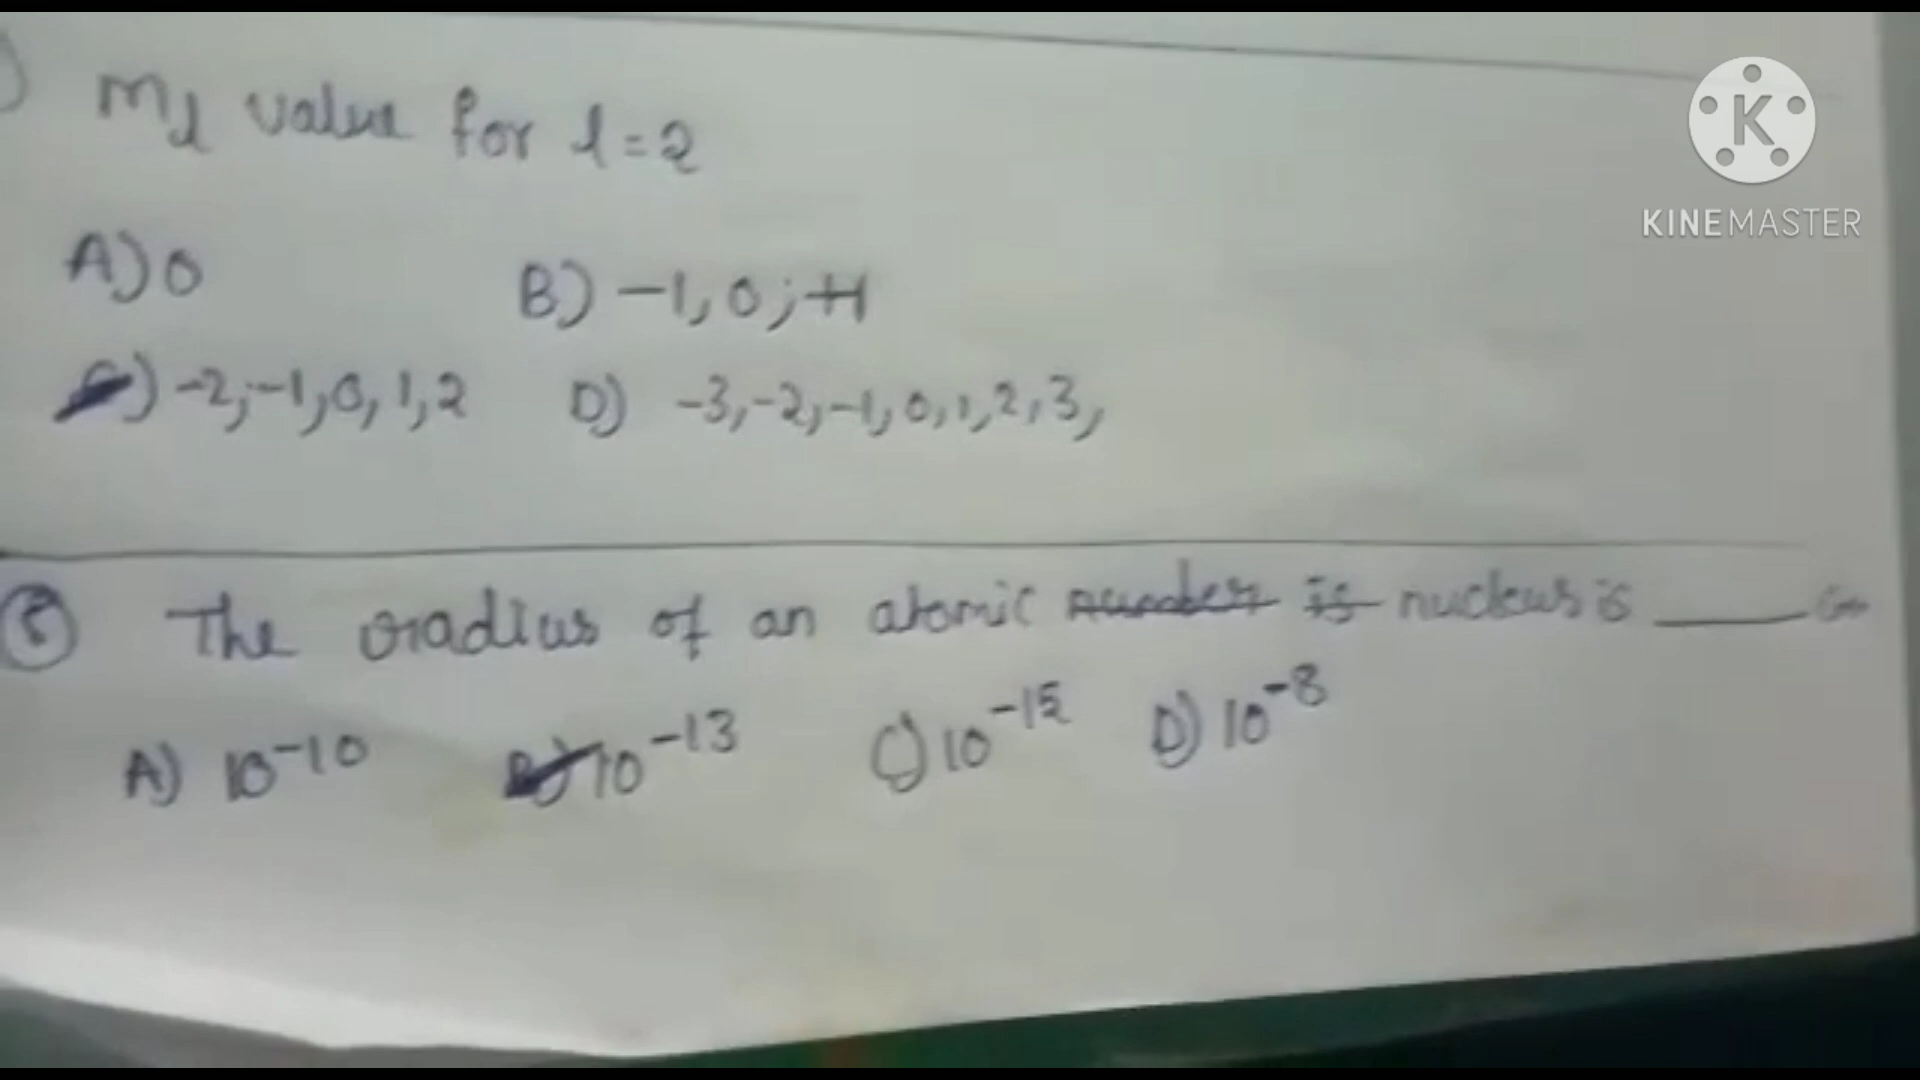 ) ml value for l=2
A) 0 B) -1, 0, +1
C) -2, -1, 0, 1, 2 D) -3, -2, -1, 0, 1, 2, 3,
The radius of an atomic number is nucleus is ____ cm
A) 10^-10 B) 10^-13 C) 10^-15 D) 10^-8
K
KINEMASTER